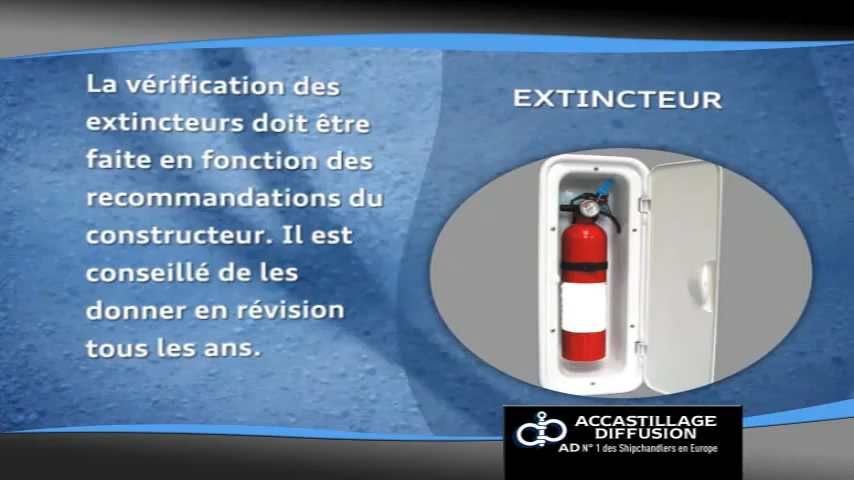 La vérification des
extincteurs doit être
faite en fonction des
recommandations du
constructeur. Il est
conseillé de les
donner en révision
tous les ans.
EXTINCTEUR
ACCASTILLAGE
DIFFUSION
AD N° 1 des Shipchandlers en Europe